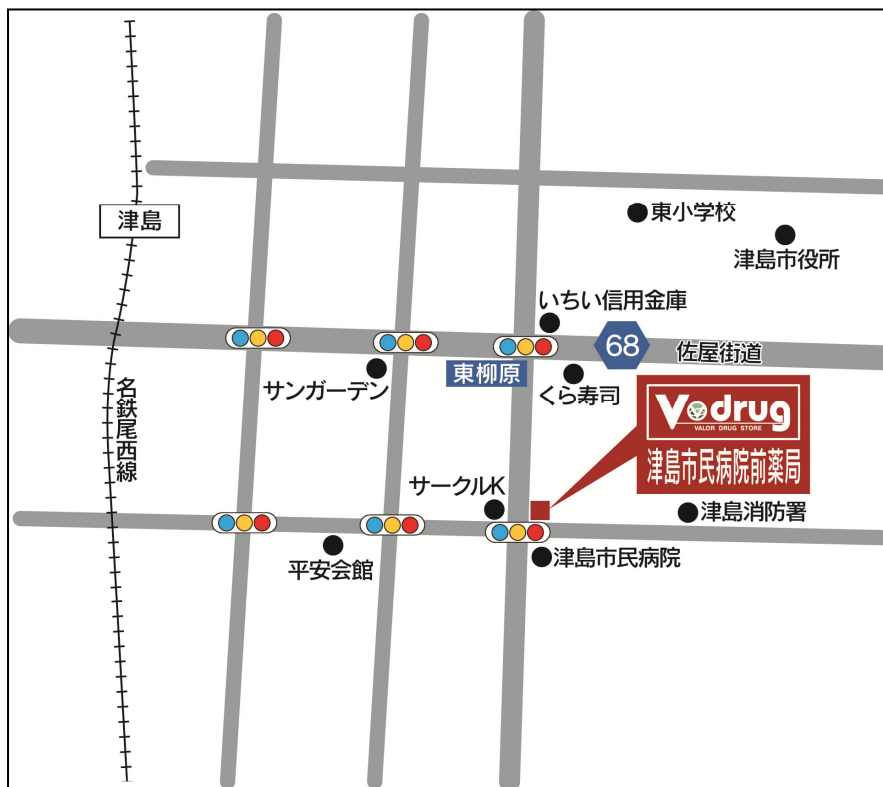 津島
東小学校
津島市役所
いちい信用金庫
68
佐屋街道
東柳原
サンガーデン
くら寿司
名鉄尾西線
Vdrug
VALOR DRUG STORE
津島市民病院前薬局
サークルK
津島消防署
平安会館
津島市民病院